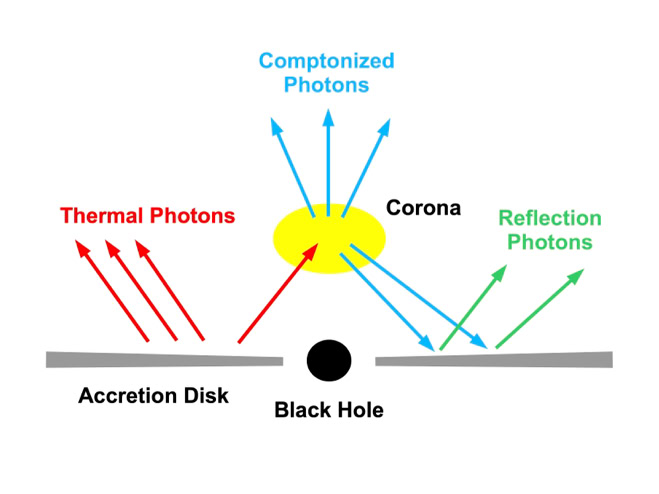 Comptonized
Photons
Thermal Photons
Corona
Reflection
Photons
Accretion Disk
Black Hole